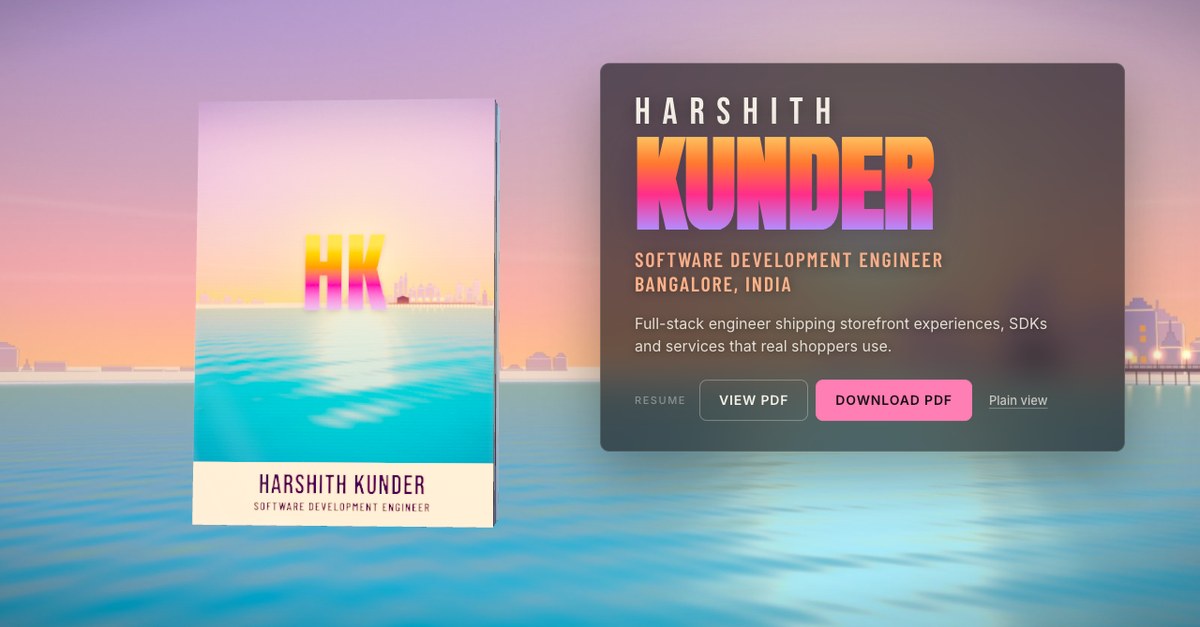 HK
HARSHITH KUNDER
SOFTWARE DEVELOPMENT ENGINEER
HARSHITH
KUNDER
SOFTWARE DEVELOPMENT ENGINEER
BANGALORE, INDIA
Full-stack engineer shipping storefront experiences, SDKs
and services that real shoppers use.
RESUME VIEW PDF DOWNLOAD PDF Plain view